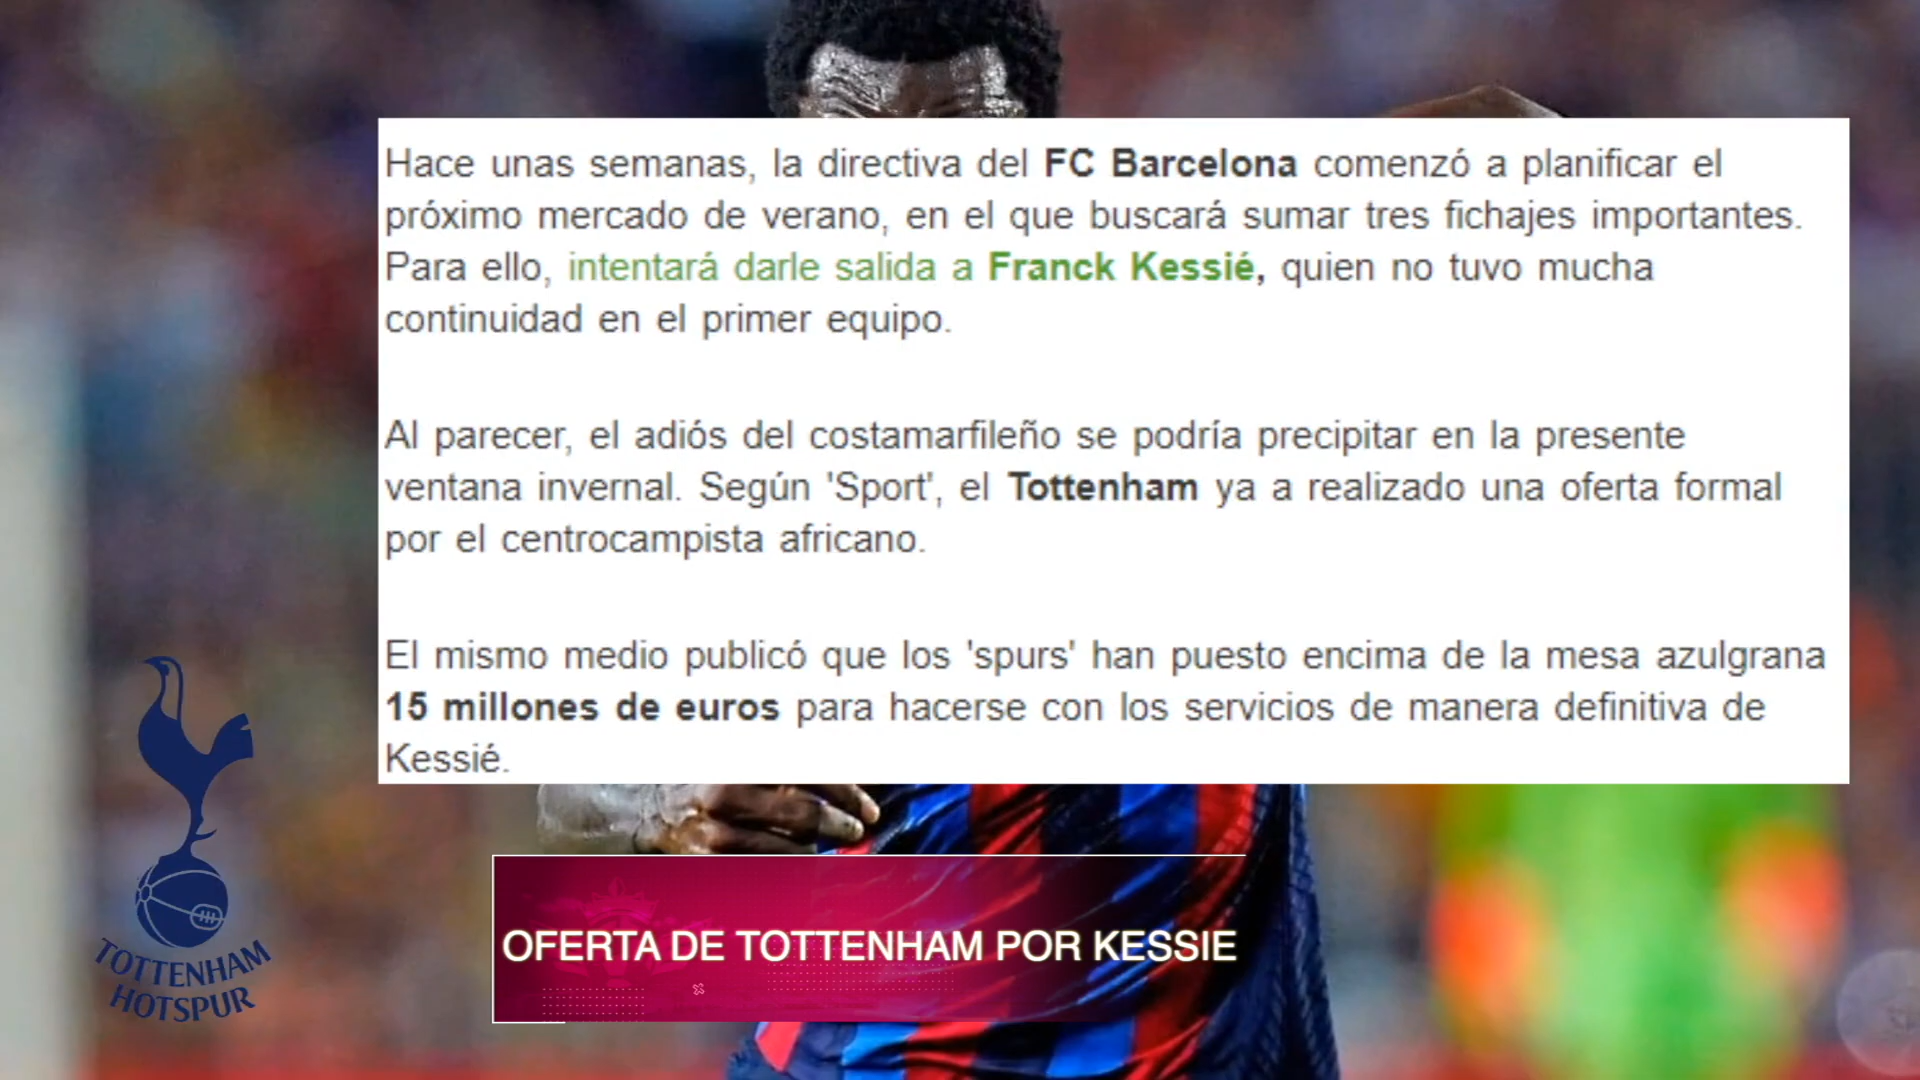 Hace unas semanas, la directiva del FC Barcelona comenzó a planificar el
próximo mercado de verano, en el que buscará sumar tres fichajes importantes.
Para ello, intentará darle salida a Franck Kessié, quien no tuvo mucha
continuidad en el primer equipo.
Al parecer, el adiós del costamarfileño se podría precipitar en la presente
ventana invernal. Según 'Sport', el Tottenham ya a realizado una oferta formal
por el centrocampista africano.
El mismo medio publicó que los 'spurs' han puesto encima de la mesa azulgrana
15 millones de euros para hacerse con los servicios de manera definitiva de
Kessié.
TOTTENHAM
HOTSPUR
OFERTA DE TOTTENHAM POR KESSIE